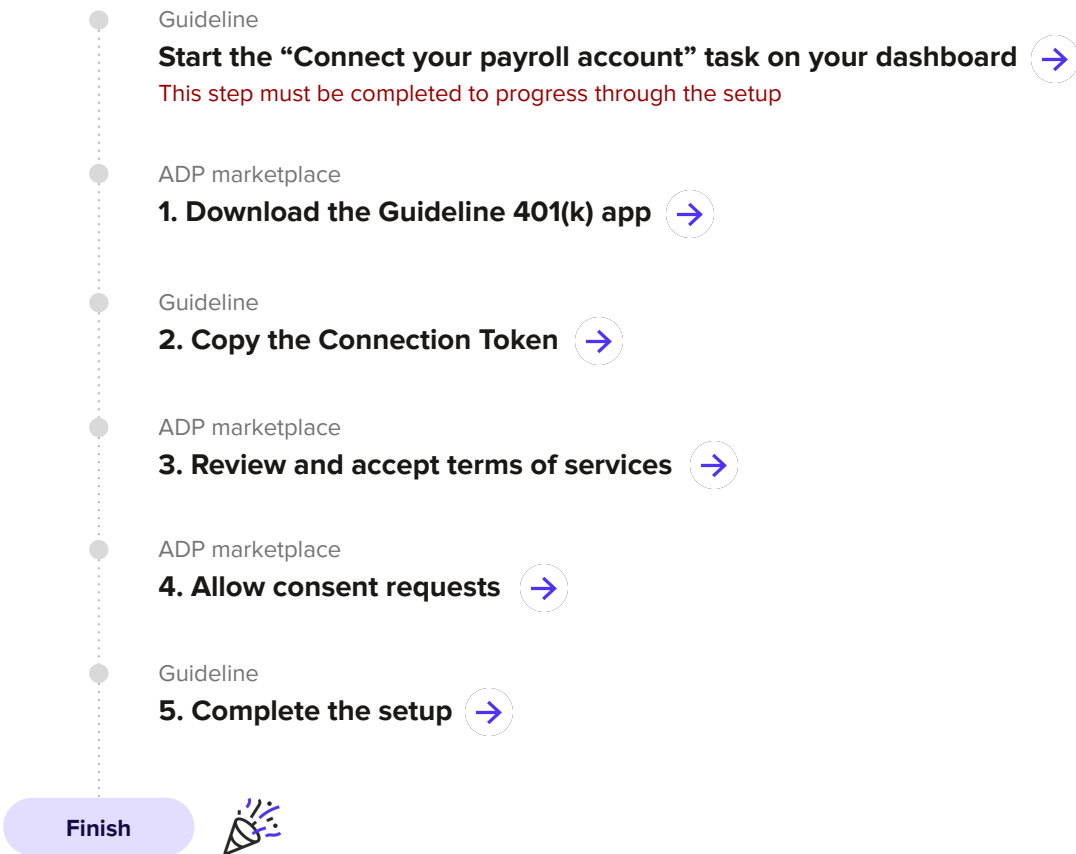 Guideline
Start the “Connect your payroll account” task on your dashboard
This step must be completed to progress through the setup
ADP marketplace
1. Download the Guideline 401(k) app
Guideline
2. Copy the Connection Token
ADP marketplace
3. Review and accept terms of services
ADP marketplace
4. Allow consent requests
Guideline
5. Complete the setup
Finish